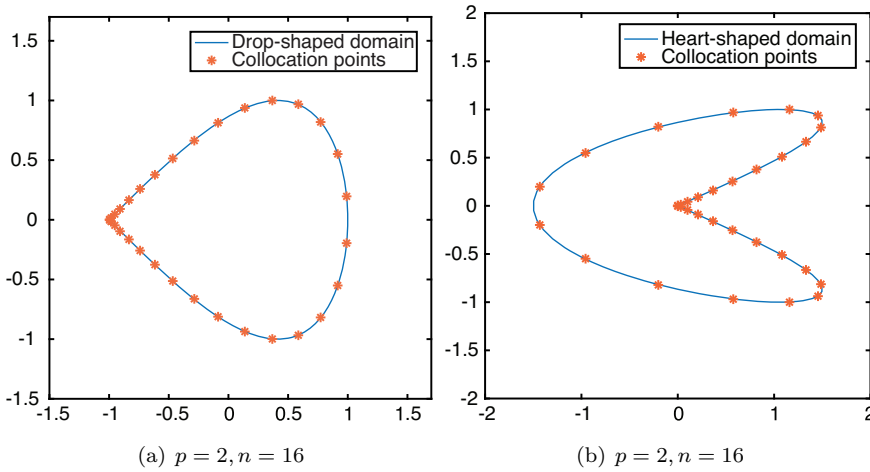 Drop-shaped domain
Collocation points
1.5
1
0.5
0
-0.5
-1
-1.5
-1.5 -1 -0.5 0 0.5 1 1.5
(a) p = 2, n = 16
Heart-shaped domain
Collocation points
2
1.5
1
0.5
0
-0.5
-1
-1.5
-2
-2 -1 0 1 2
(b) p = 2, n = 16